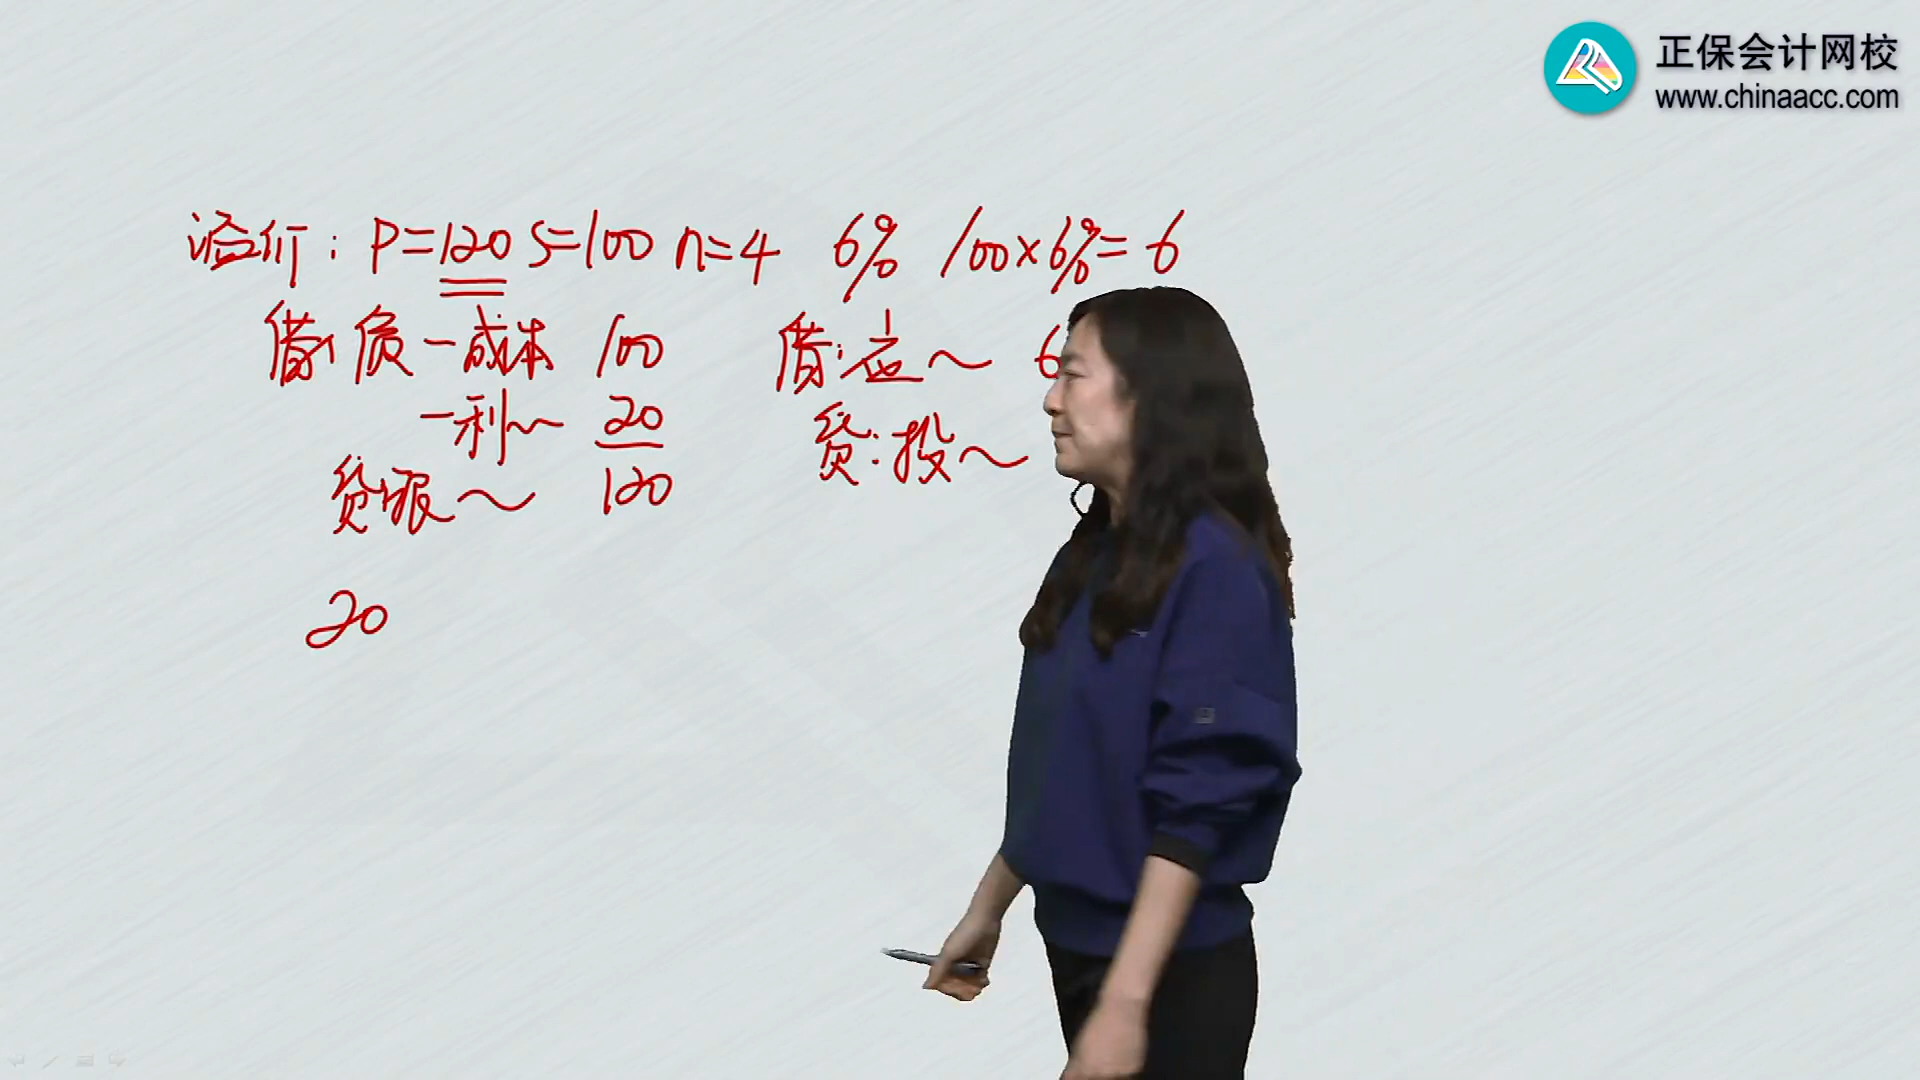 正保会计网校
www.chinaacc.com
溢价: P=120 S=100 n=4 6% 100×6%=6
借:债-成本 100
-利~ 20
贷:银~ 120
借:应~ 6
贷:投~
20